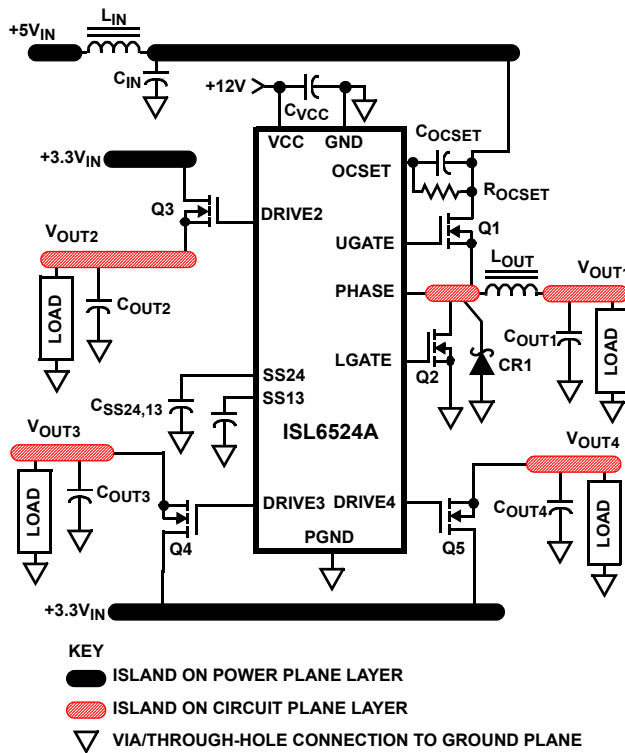 +5VIN
LIN
CIN
+12V
CVCC
VCC
GND
COCSET
OCSET
ROCSET
+3.3VIN
Q3
DRIVE2
Q1
UGATE
VOUT2
LOUT
VOUT1
PHASE
LOAD
COUT2
COUT1
LOAD
LGATE
Q2
CR1
SS24
CSS24,13
SS13
ISL6524A
VOUT3
VOUT4
LOAD
COUT3
DRIVE3
DRIVE4
COUT4
LOAD
Q4
PGND
Q5
+3.3VIN
KEY
ISLAND ON POWER PLANE LAYER
ISLAND ON CIRCUIT PLANE LAYER
VIA/THROUGH-HOLE CONNECTION TO GROUND PLANE